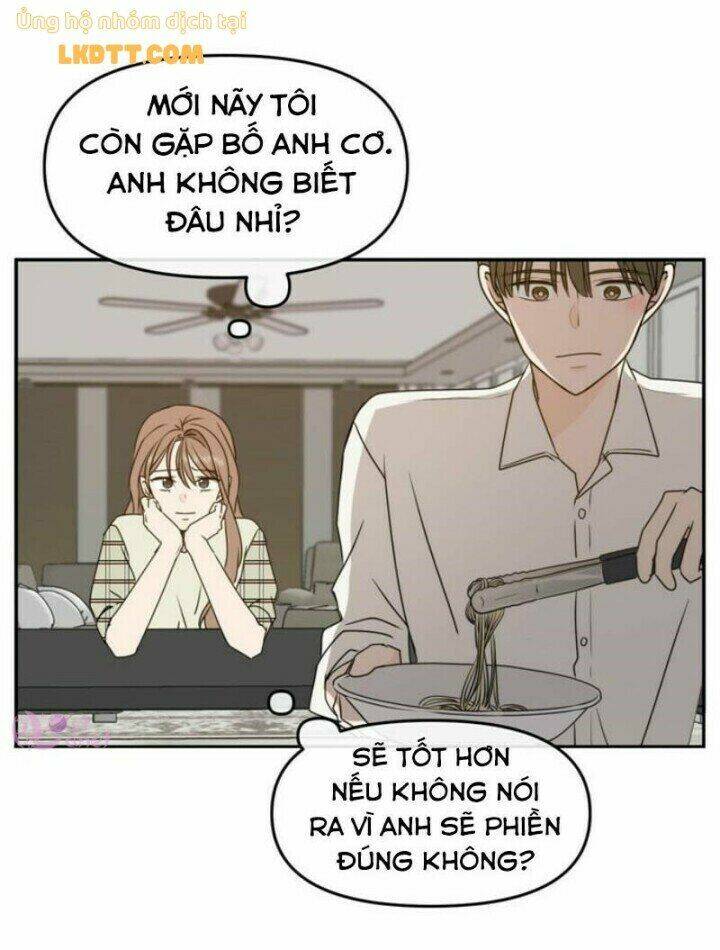 Ủng hộ nhóm dịch tại
LKDTT.COM
MỚI NÃY TÔI
CÒN GẶP BỐ ANH CƠ.
ANH KHÔNG BIẾT
ĐÂU NHỈ?
SẼ TỐT HƠN
NẾU KHÔNG NÓI
RA VÌ ANH SẼ PHIỀN
ĐÚNG KHÔNG?